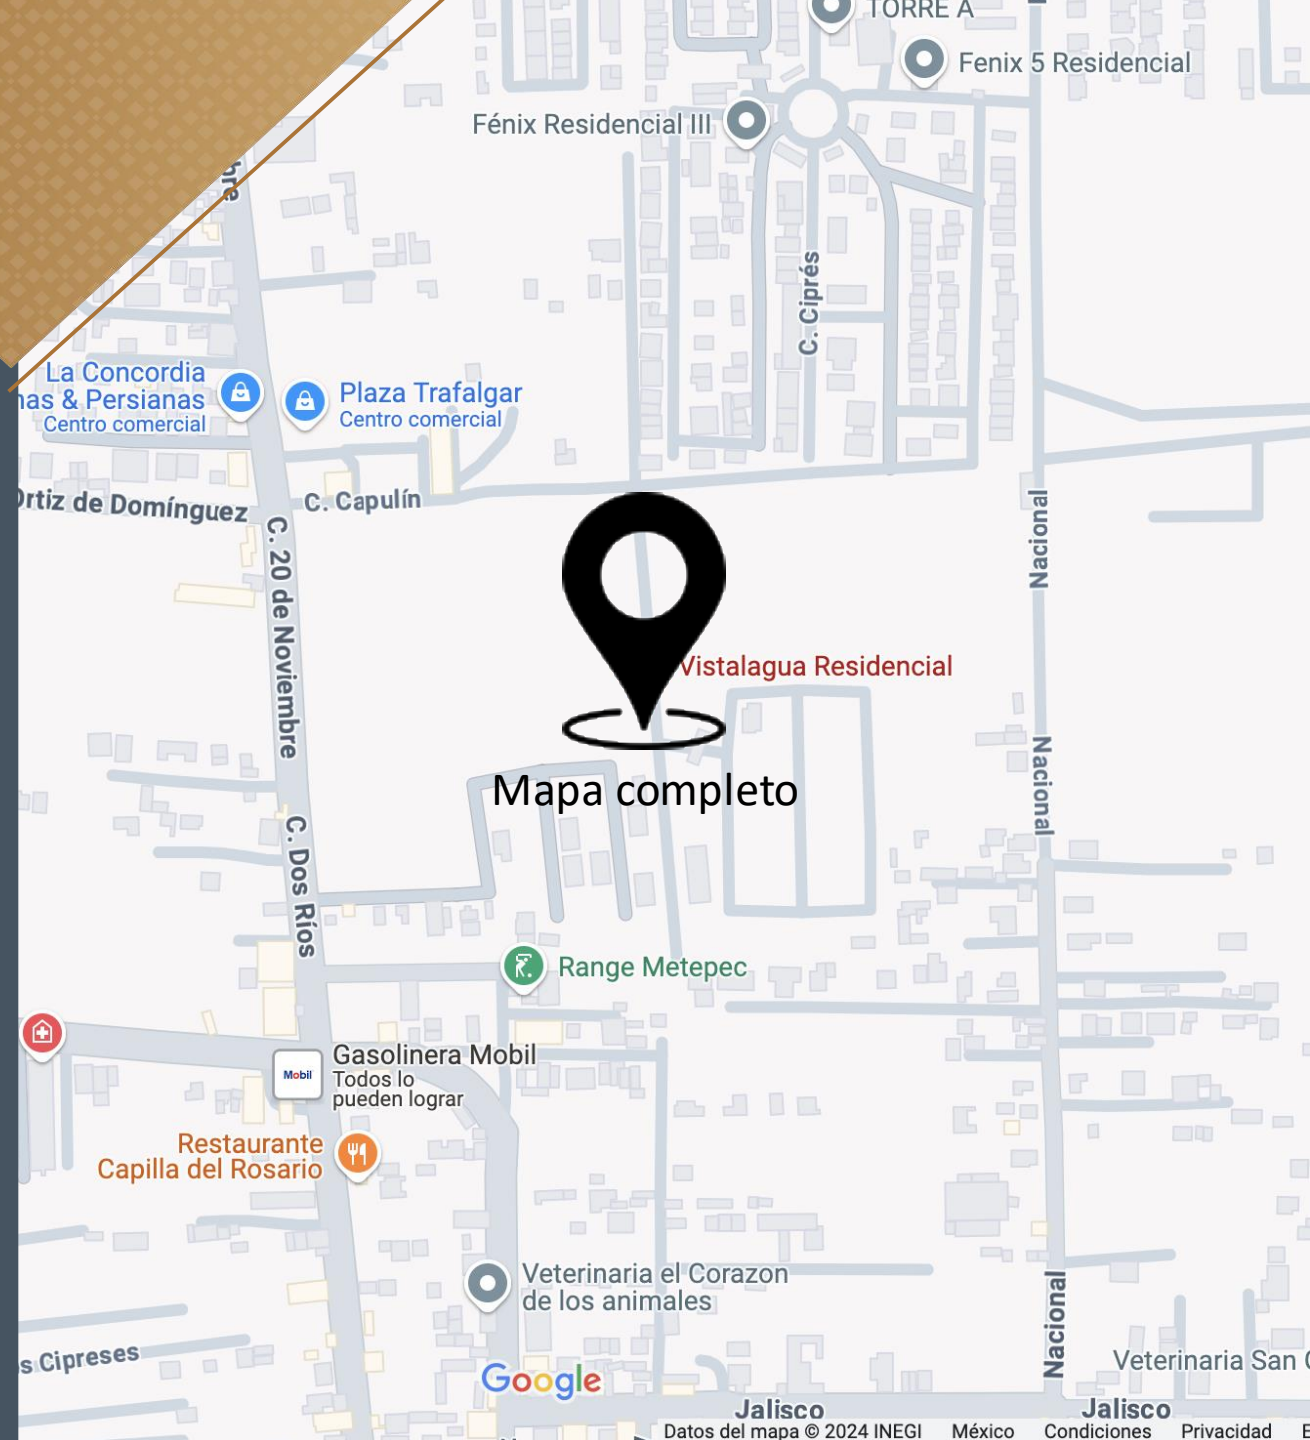 TORRE A
Fenix 5 Residencial
Fénix Residencial III
bre
C. Ciprés
La Concordia
nas & Persianas
Centro comercial
Plaza Trafalgar
Centro comercial
Ortiz de Domínguez
C. Capulín
C. 20 de Noviembre
Nacional
Vistalagua Residencial
Nacional
Mapa completo
C. Dos Ríos
Range Metepec
Mobil
Gasolinera Mobil
Todos lo
pueden lograr
Restaurante
Capilla del Rosario
Veterinaria el Corazon
de los animales
Nacional
s Cipreses
Veterinaria San
Google
Jalisco
Jalisco
Datos del mapa © 2024 INEGI México Condiciones Privacidad